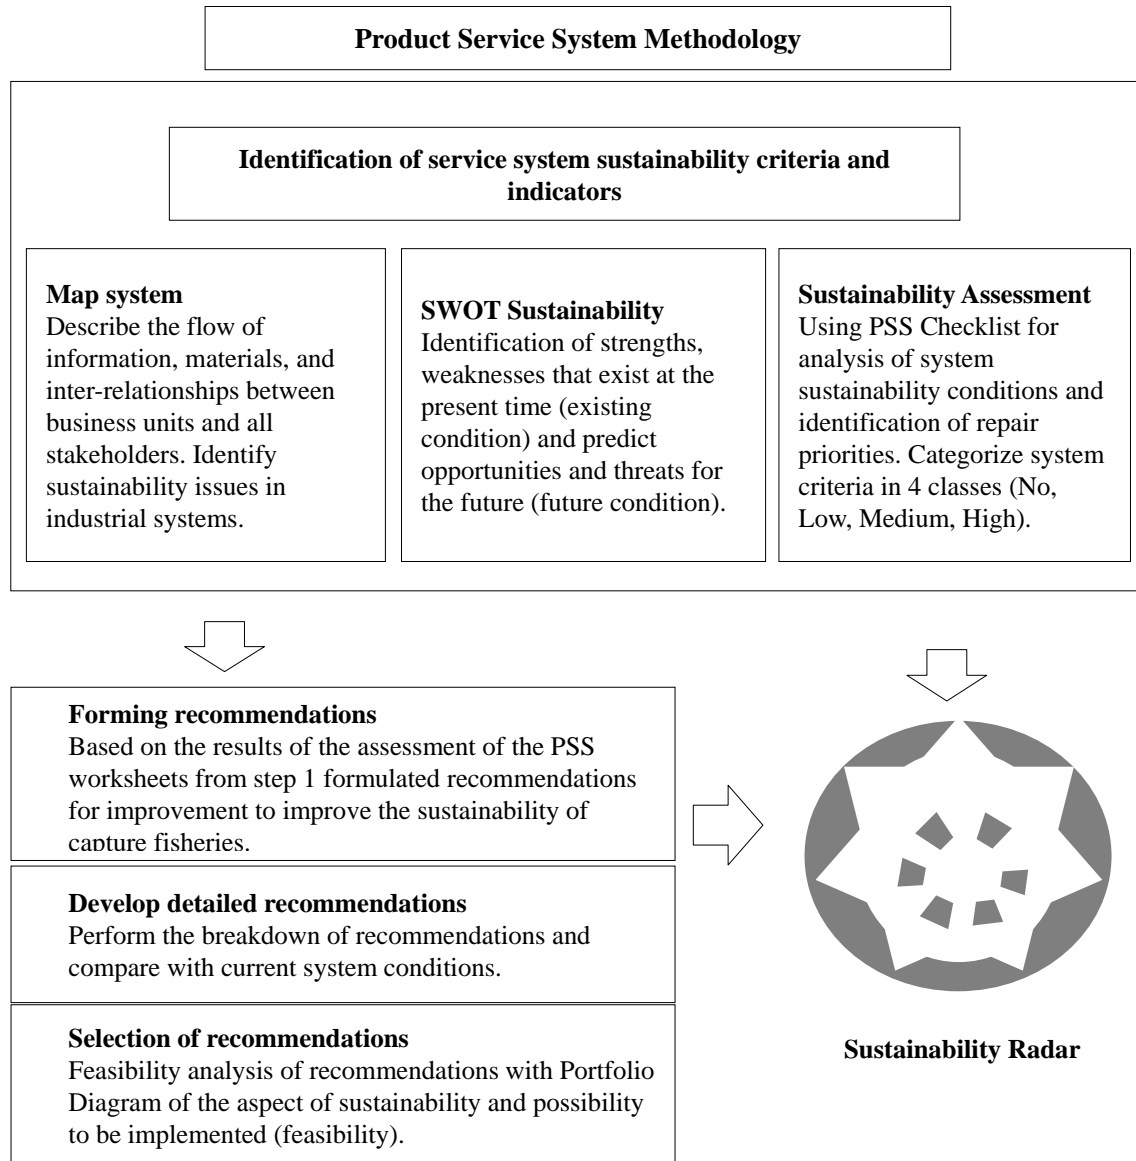 Product Service System Methodology
Identification of service system sustainability criteria and
indicators
Map system
Describe the flow of
information, materials, and
inter-relationships between
business units and all
stakeholders. Identify
sustainability issues in
industrial systems.
SWOT Sustainability
Identification of strengths,
weaknesses that exist at the
present time (existing
condition) and predict
opportunities and threats for
the future (future condition).
Sustainability Assessment
Using PSS Checklist for
analysis of system
sustainability conditions and
identification of repair
priorities. Categorize system
criteria in 4 classes (No,
Low, Medium, High).
Forming recommendations
Based on the results of the assessment of the PSS
worksheets from step 1 formulated recommendations
for improvement to improve the sustainability of
capture fisheries.
Develop detailed recommendations
Perform the breakdown of recommendations and
compare with current system conditions.
Selection of recommendations
Feasibility analysis of recommendations with Portfolio
Diagram of the aspect of sustainability and possibility
to be implemented (feasibility).
Sustainability Radar